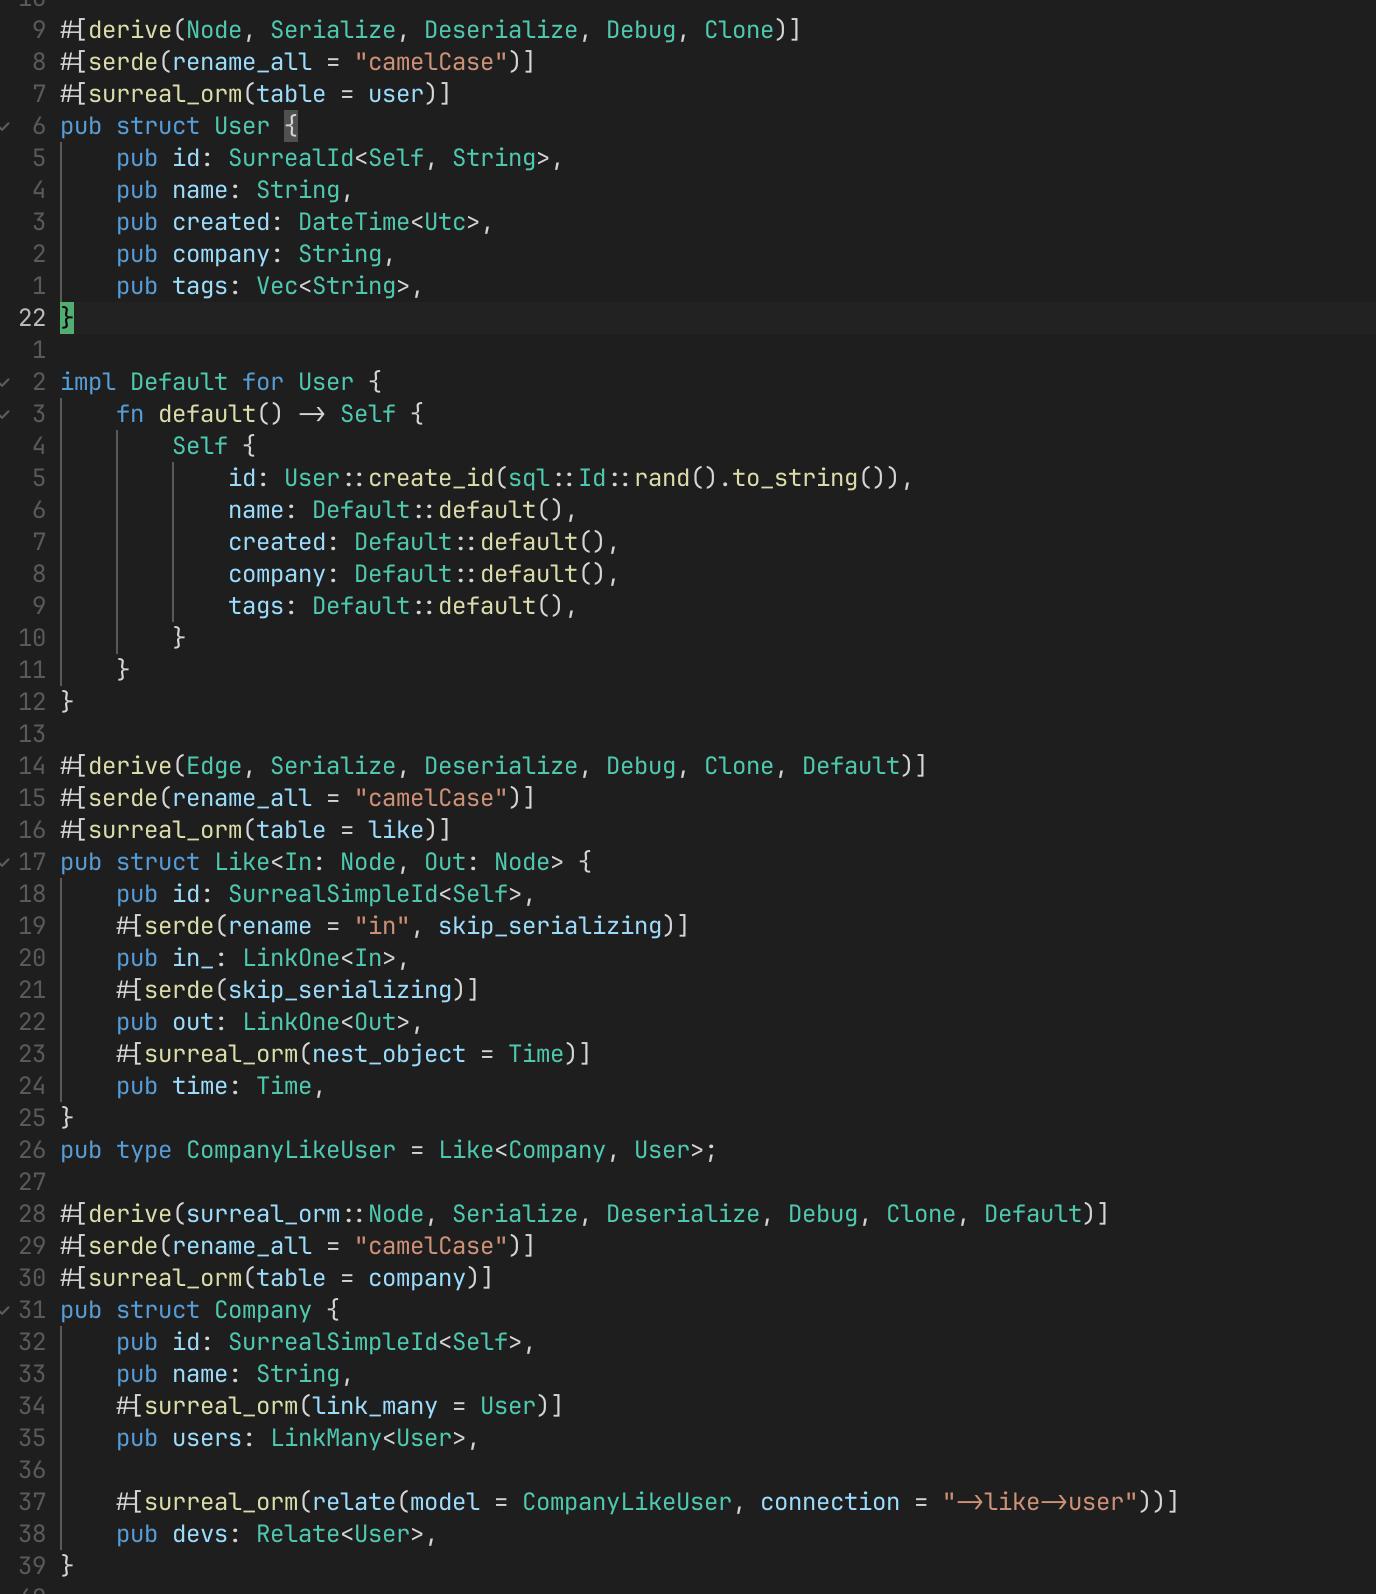 9 #[derive(Node, Serialize, Deserialize, Debug, Clone)]
8 #[serde(rename_all = "camelCase")]
7 #[surreal_orm(table = user)]
6 pub struct User {
5     pub id: SurrealId<Self, String>,
4     pub name: String,
3     pub created: DateTime<Utc>,
2     pub company: String,
1     pub tags: Vec<String>,
22 }
1
2 impl Default for User {
3     fn default() -> Self {
4         Self {
5             id: User::create_id(sql::Id::rand().to_string()),
6             name: Default::default(),
7             created: Default::default(),
8             company: Default::default(),
9             tags: Default::default(),
10         }
11     }
12 }
13
14 #[derive(Edge, Serialize, Deserialize, Debug, Clone, Default)]
15 #[serde(rename_all = "camelCase")]
16 #[surreal_orm(table = like)]
17 pub struct Like<In: Node, Out: Node> {
18     pub id: SurrealSimpleId<Self>,
19     #[serde(rename = "in", skip_serializing)]
20     pub in_: LinkOne<In>,
21     #[serde(skip_serializing)]
22     pub out: LinkOne<Out>,
23     #[surreal_orm(nest_object = Time)]
24     pub time: Time,
25 }
26 pub type CompanyLikeUser = Like<Company, User>;
27
28 #[derive(surreal_orm::Node, Serialize, Deserialize, Debug, Clone, Default)]
29 #[serde(rename_all = "camelCase")]
30 #[surreal_orm(table = company)]
31 pub struct Company {
32     pub id: SurrealSimpleId<Self>,
33     pub name: String,
34     #[surreal_orm(link_many = User)]
35     pub users: LinkMany<User>,
36
37     #[surreal_orm(relate(model = CompanyLikeUser, connection = "->like->user"))]
38     pub devs: Relate<User>,
39 }